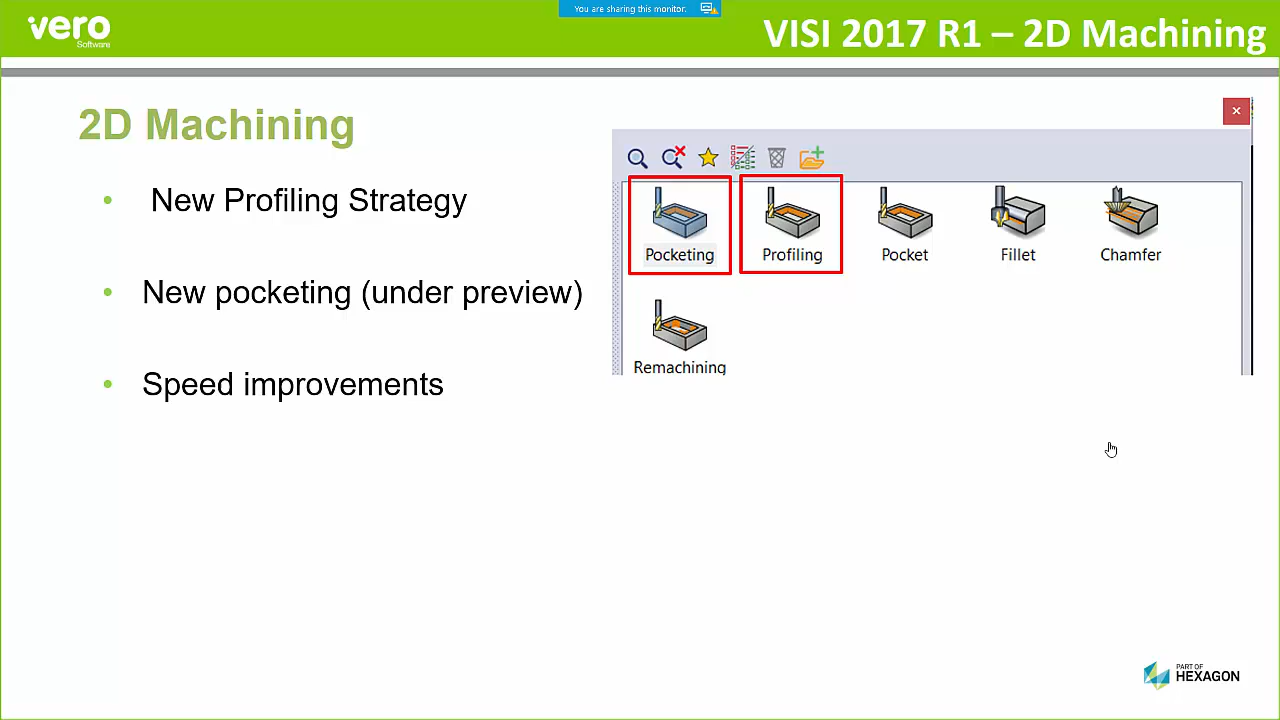 You are sharing this monitor.
vero
Software
VISI 2017 R1 – 2D Machining
2D Machining
• New Profiling Strategy
• New pocketing (under preview)
• Speed improvements
Pocketing Profiling Pocket Fillet Chamfer
Remachining
PART OF
HEXAGON